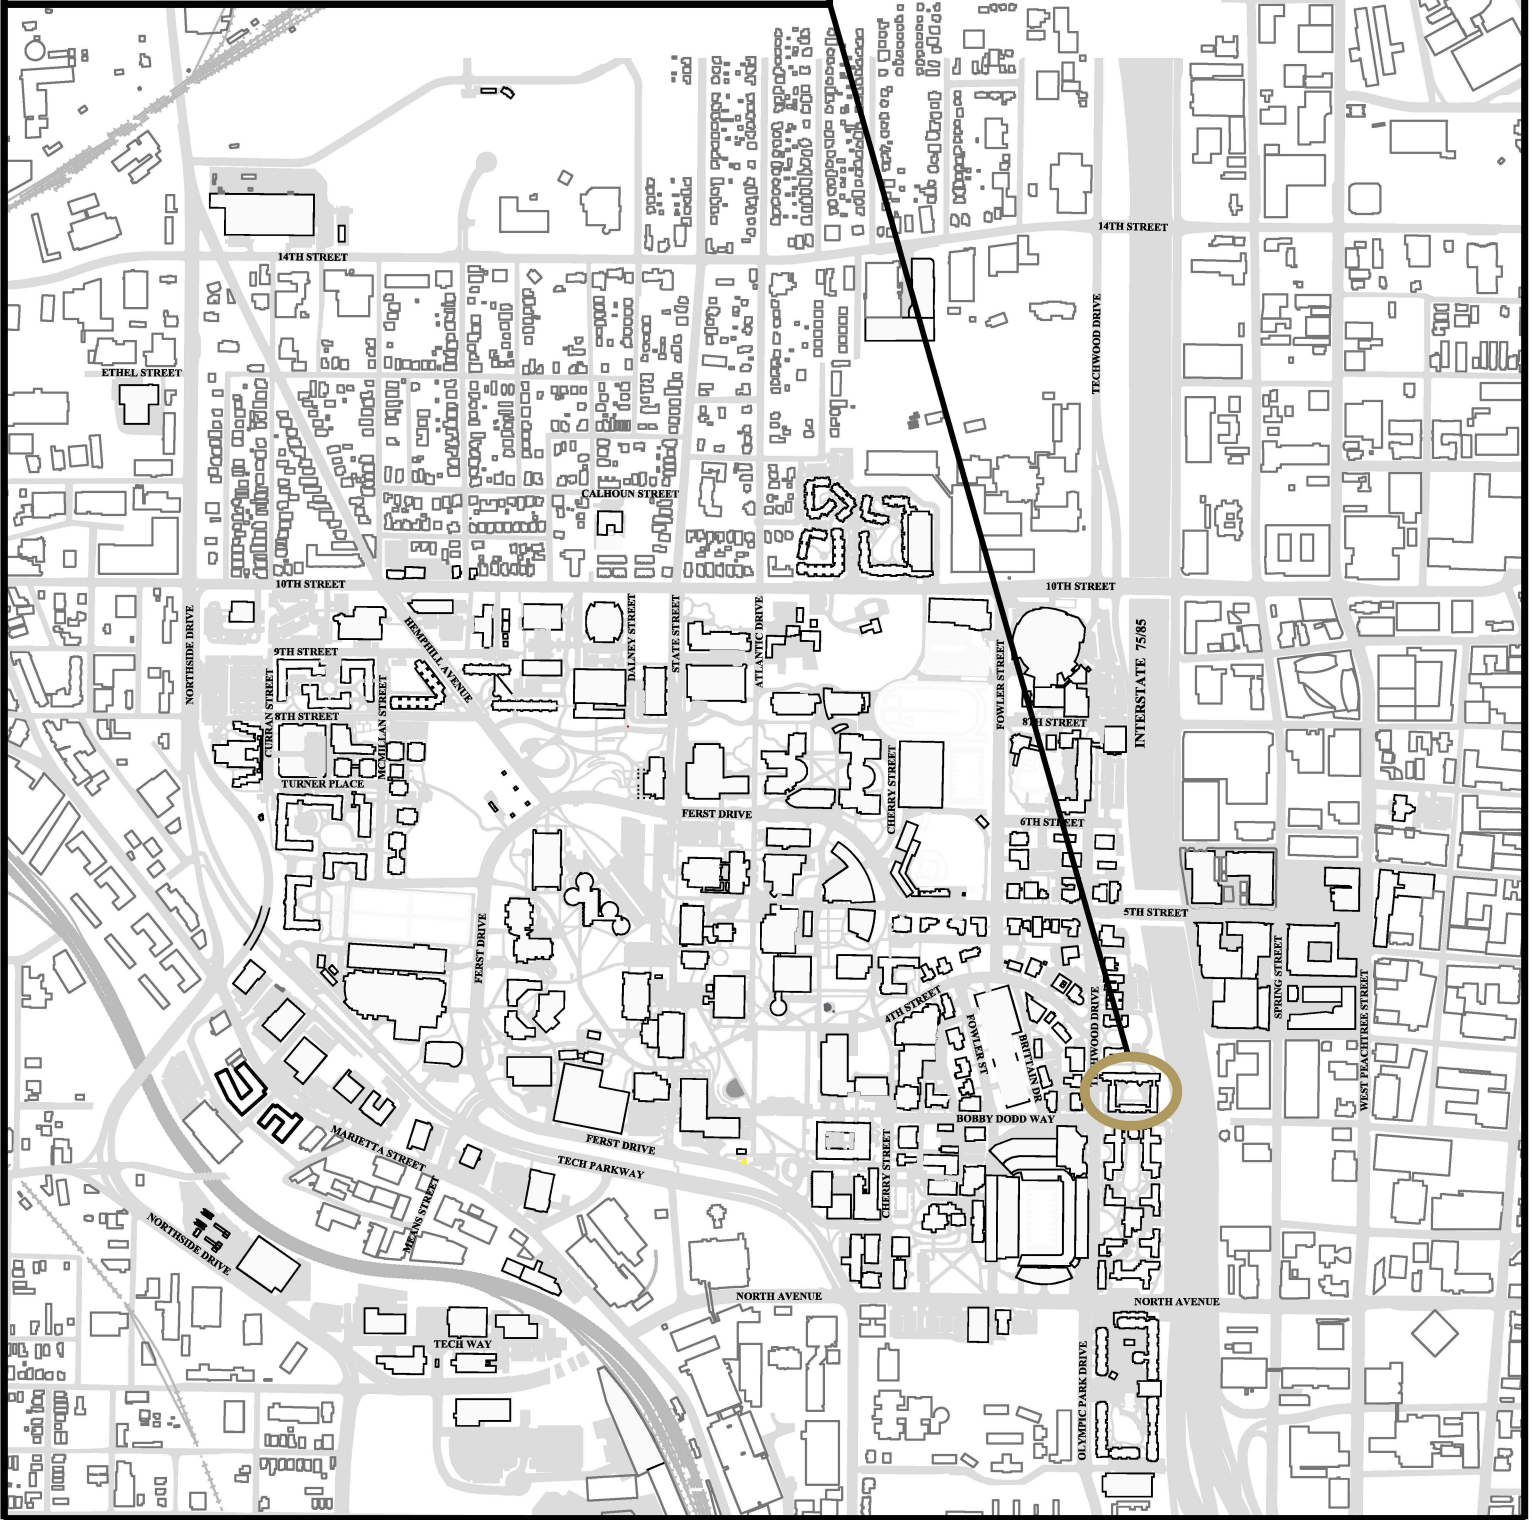 14TH STREET
14TH STREET
TECHWOOD DRIVE
ETHEL STREET
CALHOUN STREET
10TH STREET
10TH STREET
NORTHSIDE DRIVE
HEMPHILL AVENUE
DALNEY STREET
STATE STREET
ATLANTIC DRIVE
FOWLER STREET
INTERSTATE 75/85
9TH STREET
CURRAN STREET
MCMILLAN STREET
8TH STREET
8TH STREET
TURNER PLACE
CHERRY STREET
FERST DRIVE
6TH STREET
FERST DRIVE
5TH STREET
SPRING STREET
WEST PEACHTREE STREET
4TH STREET
FOWLER ST
BRITTAIN DR
BOBBY DODD WAY
MARIETTA STREET
FERST DRIVE
TECH PARKWAY
CHERRY STREET
MEANS STREET
NORTHSIDE DRIVE
NORTH AVENUE
NORTH AVENUE
TECH WAY
OLYMPIC PARK DRIVE